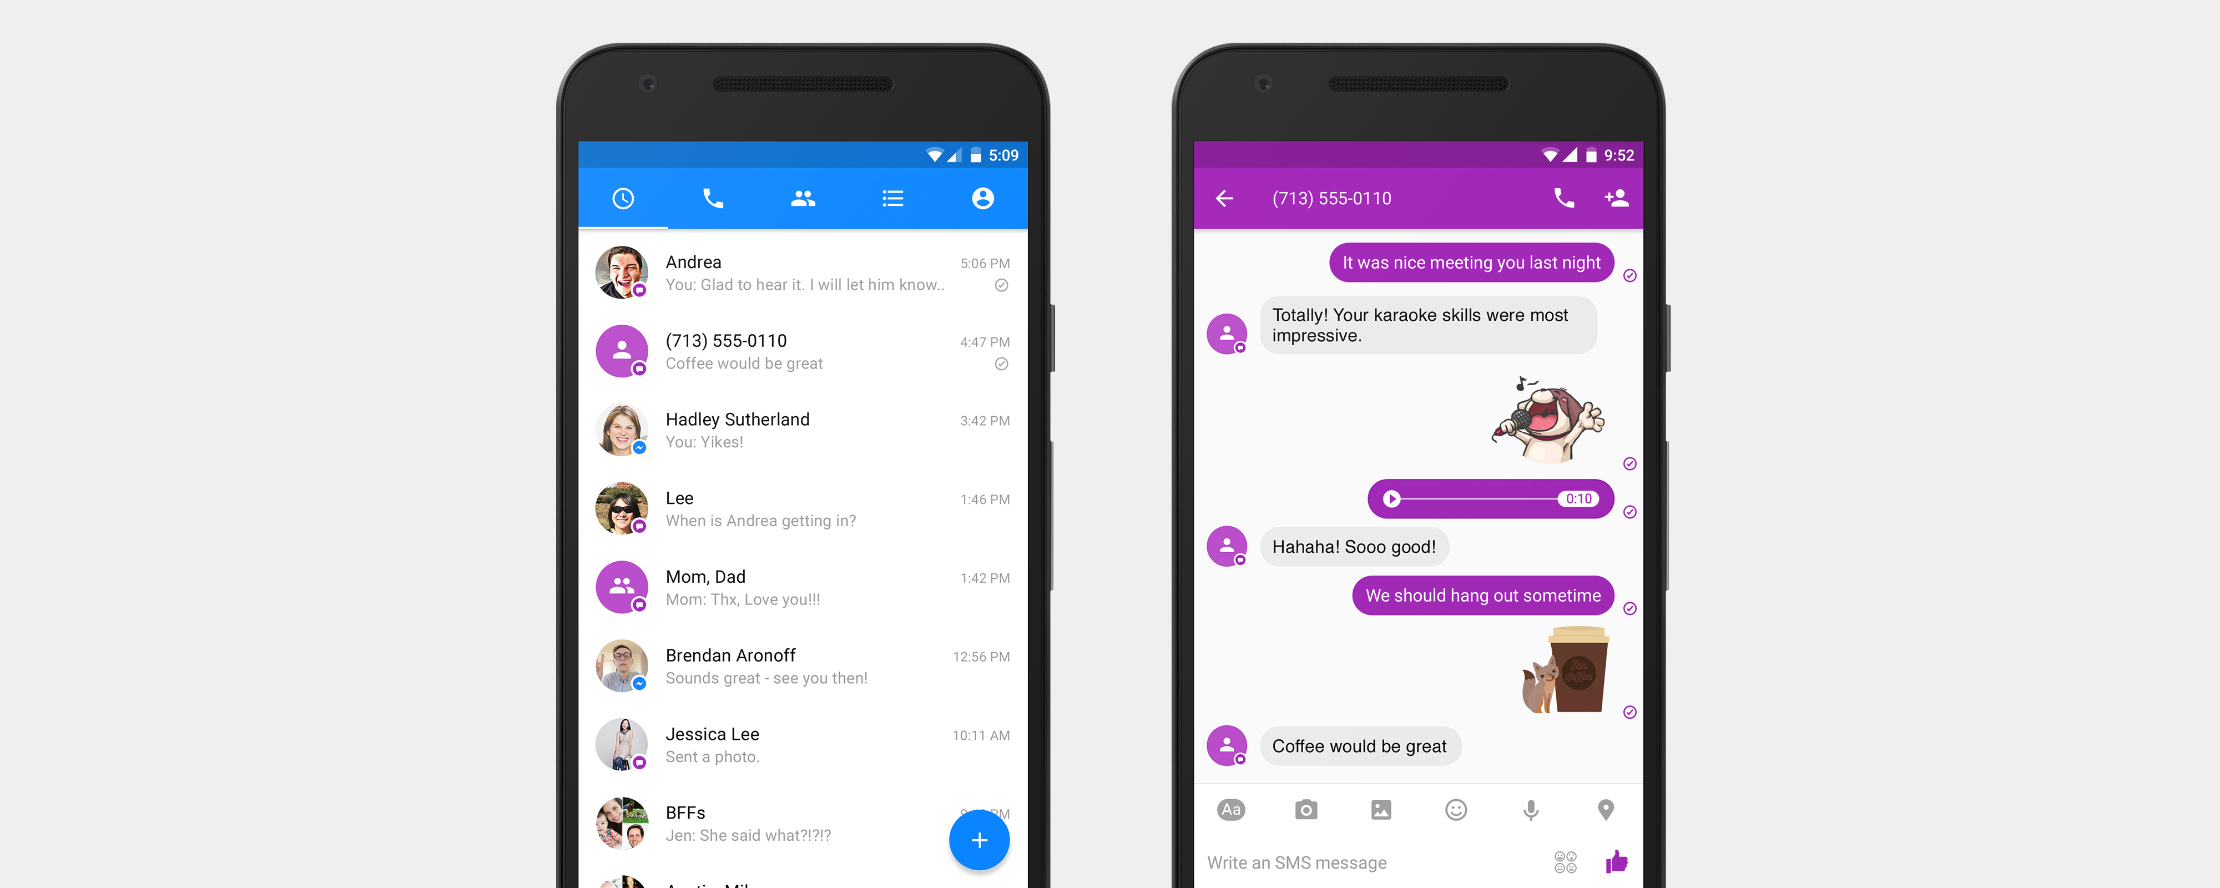 5:09
Andrea
5:06 PM
You: Glad to hear it. I will let him know..
(713) 555-0110
4:47 PM
Coffee would be great
Hadley Sutherland
3:42 PM
You: Yikes!
Lee
1:46 PM
When is Andrea getting in?
Mom, Dad
1:42 PM
Mom: Thx, Love you!!!
Brendan Aronoff
12:56 PM
Sounds great - see you then!
Jessica Lee
10:11 AM
Sent a photo.
BFFs
Jen: She said what?!?!?
9:52
(713) 555-0110
It was nice meeting you last night
Totally! Your karaoke skills were most
impressive.
0:10
Hahaha! Sooo good!
We should hang out sometime
Coffee would be great
Aa
Write an SMS message